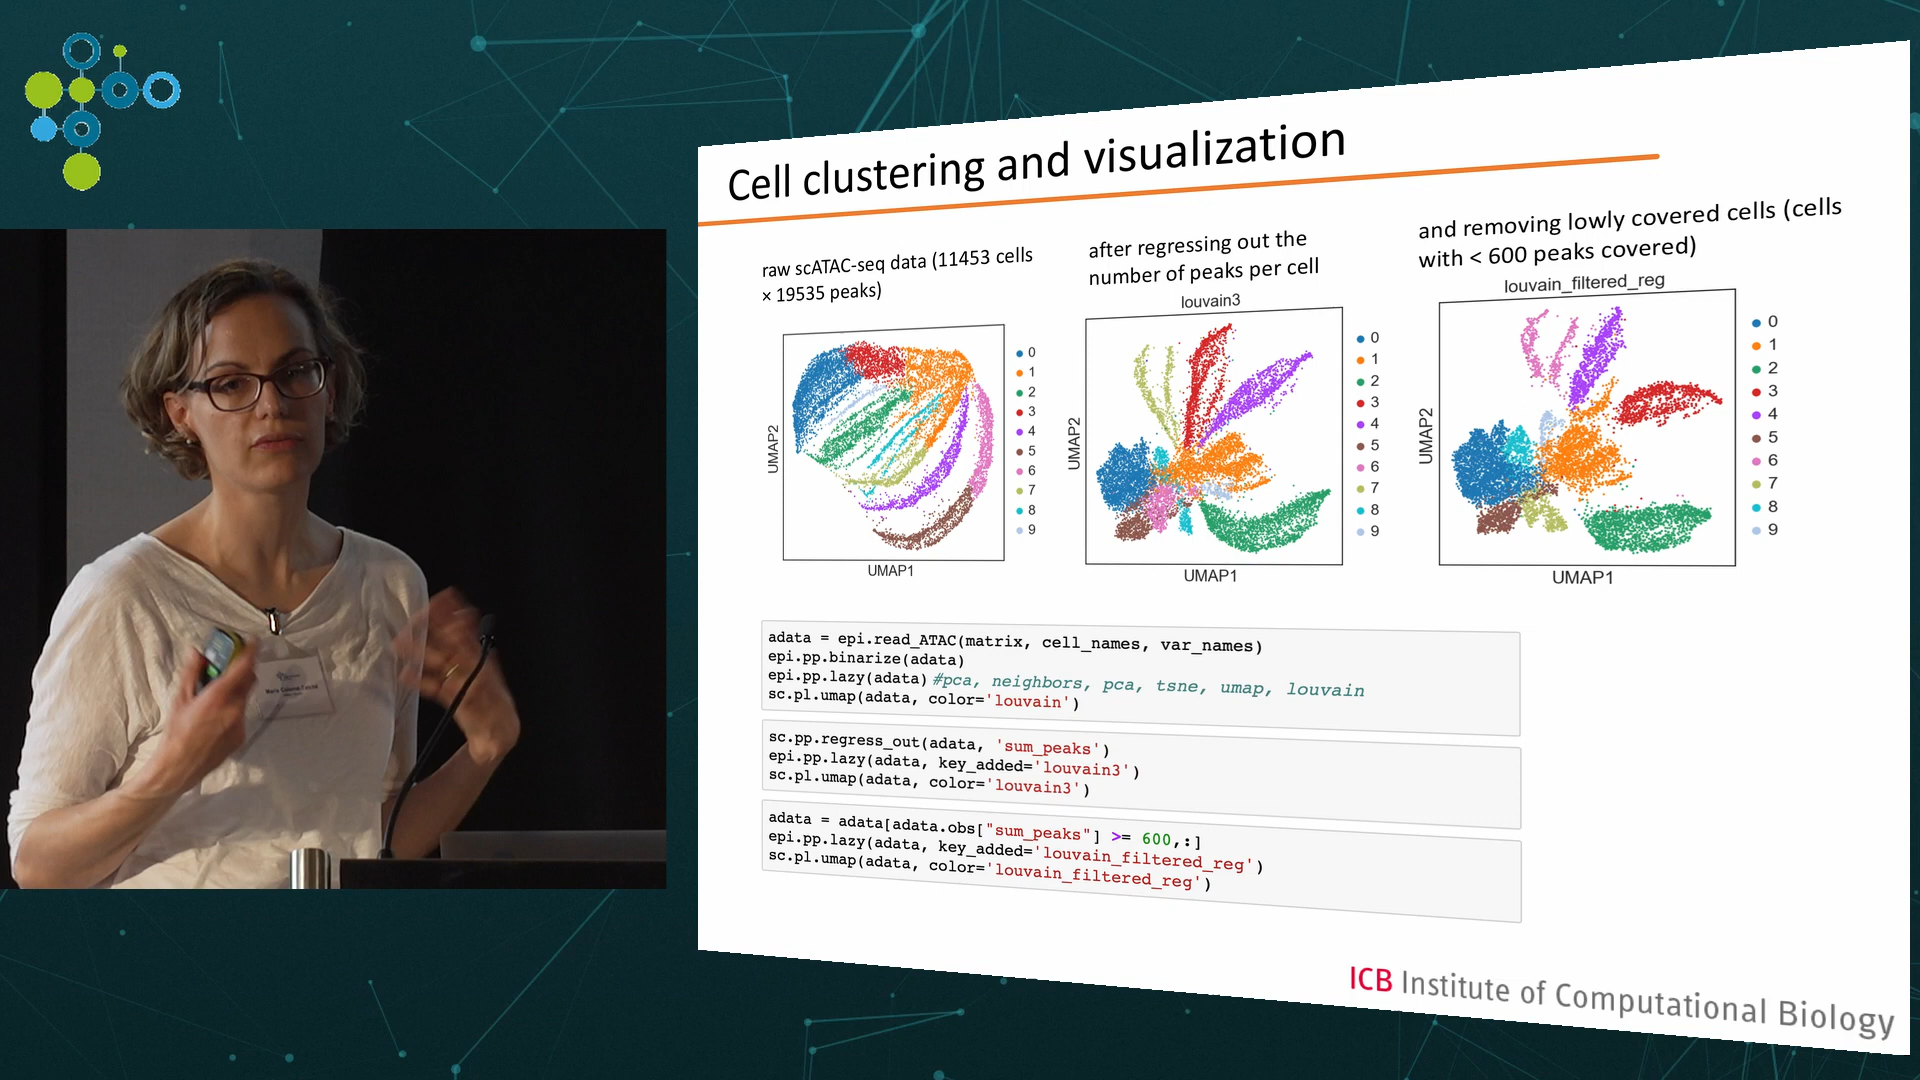 Cell clustering and visualization
raw scATAC-seq data (11453 cells
× 19535 peaks)
after regressing out the
number of peaks per cell
and removing lowly covered cells (cells
with < 600 peaks covered)
UMAP2
UMAP1
0
1
2
3
4
5
6
7
8
9
louvain3
UMAP2
UMAP1
0
1
2
3
4
5
6
7
8
9
louvain_filtered_reg
UMAP2
UMAP1
0
1
2
3
4
5
6
7
8
9
adata = epi.read_ATAC(matrix, cell_names, var_names)
epi.pp.binarize(adata)
epi.pp.lazy(adata) #pca, neighbors, pca, tsne, umap, louvain
sc.pl.umap(adata, color='louvain')
sc.pp.regress_out(adata, 'sum_peaks')
epi.pp.lazy(adata, key_added='louvain3')
sc.pl.umap(adata, color='louvain3')
adata = adata[adata.obs["sum_peaks"] >= 600,:]
epi.pp.lazy(adata, key_added='louvain_filtered_reg')
sc.pl.umap(adata, color='louvain_filtered_reg')
ICB Institute of Computational Biology